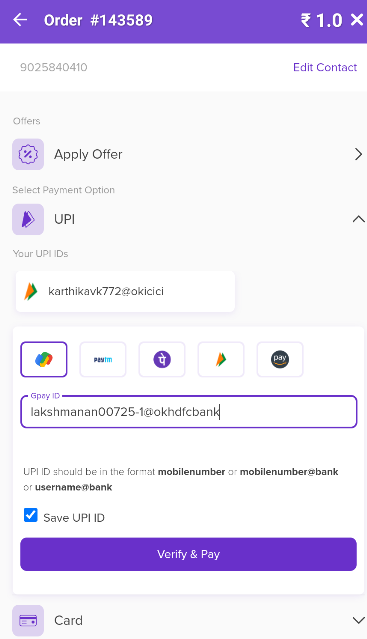 Order #143589
₹ 1.0
9025840410
Edit Contact
Offers
Apply Offer
Select Payment Option
UPI
Your UPI IDs
karthikavk772@okicici
paytm
पे
pay
Gpay ID
lakshmanan00725-1@okhdfcbank
UPI ID should be in the format mobilenumber or mobilenumber@bank
or username@bank
Save UPI ID
Verify & Pay
Card